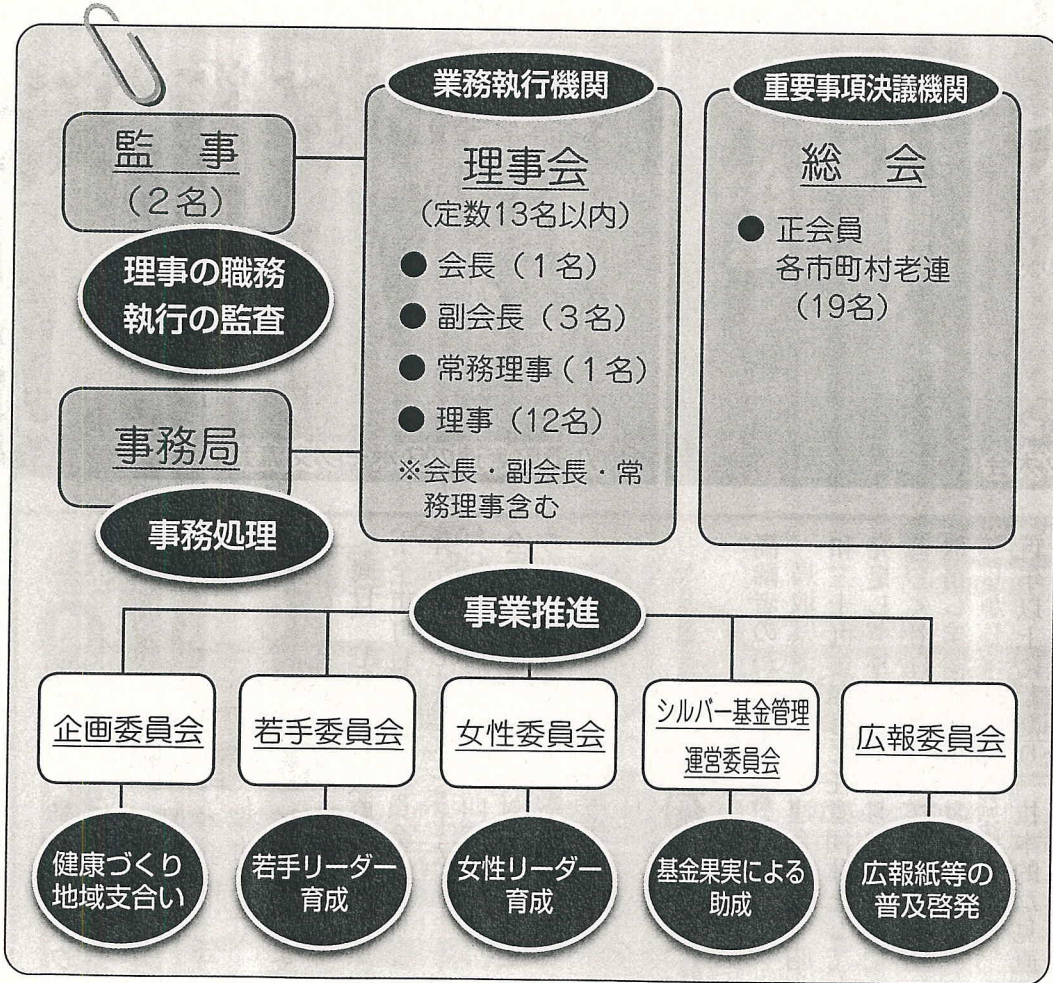 監　事
（2名）
理事の職務
執行の監査
事務局
事務処理
業務執行機関
理事会
（定数13名以内）
● 会長（1名）
● 副会長（3名）
● 常務理事（1名）
● 理事（12名）
※会長・副会長・常
務理事含む
重要事項決議機関
総　会
● 正会員
各市町村老連
（19名）
事業推進
企画委員会
健康づくり
地域支合い
若手委員会
若手リーダー
育成
女性委員会
女性リーダー
育成
シルバー基金管理
運営委員会
基金果実による
助成
広報委員会
広報紙等の
普及啓発